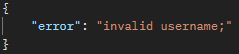 {
"error": "invalid username;"
}